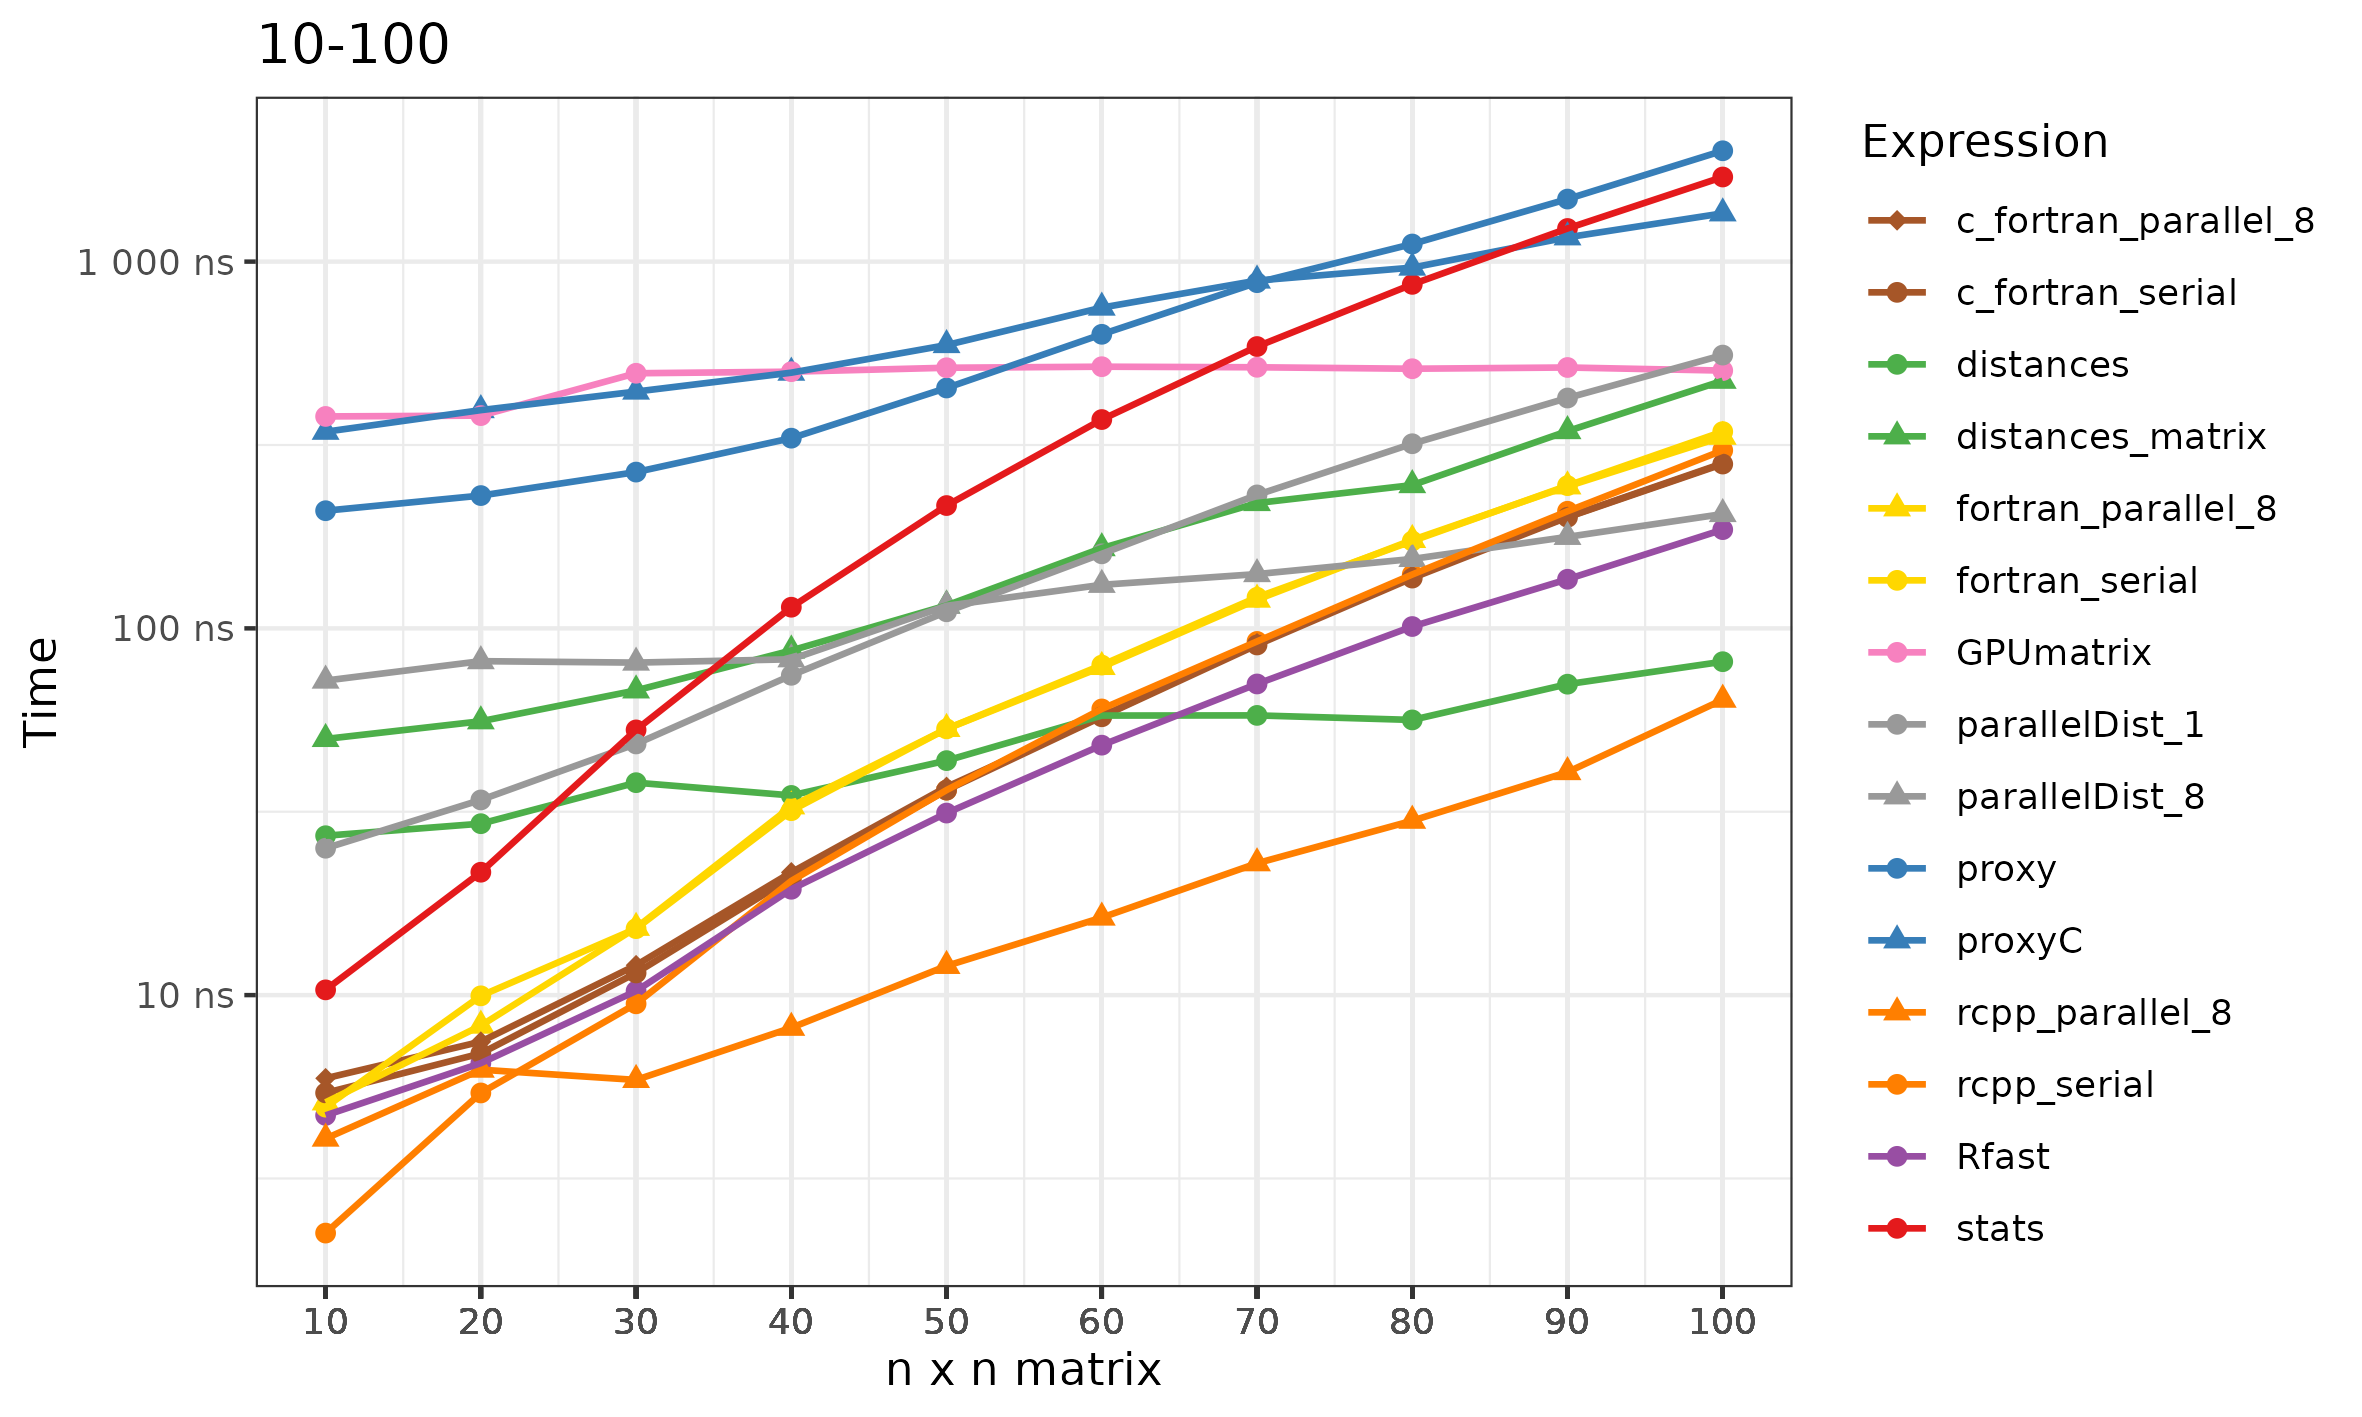 10-100
Time
1 000 ns
100 ns
10 ns
10 20 30 40 50 60 70 80 90 100
n x n matrix
Expression
c_fortran_parallel_8
c_fortran_serial
distances
distances_matrix
fortran_parallel_8
fortran_serial
GPUmatrix
parallelDist_1
parallelDist_8
proxy
proxyC
rcpp_parallel_8
rcpp_serial
Rfast
stats